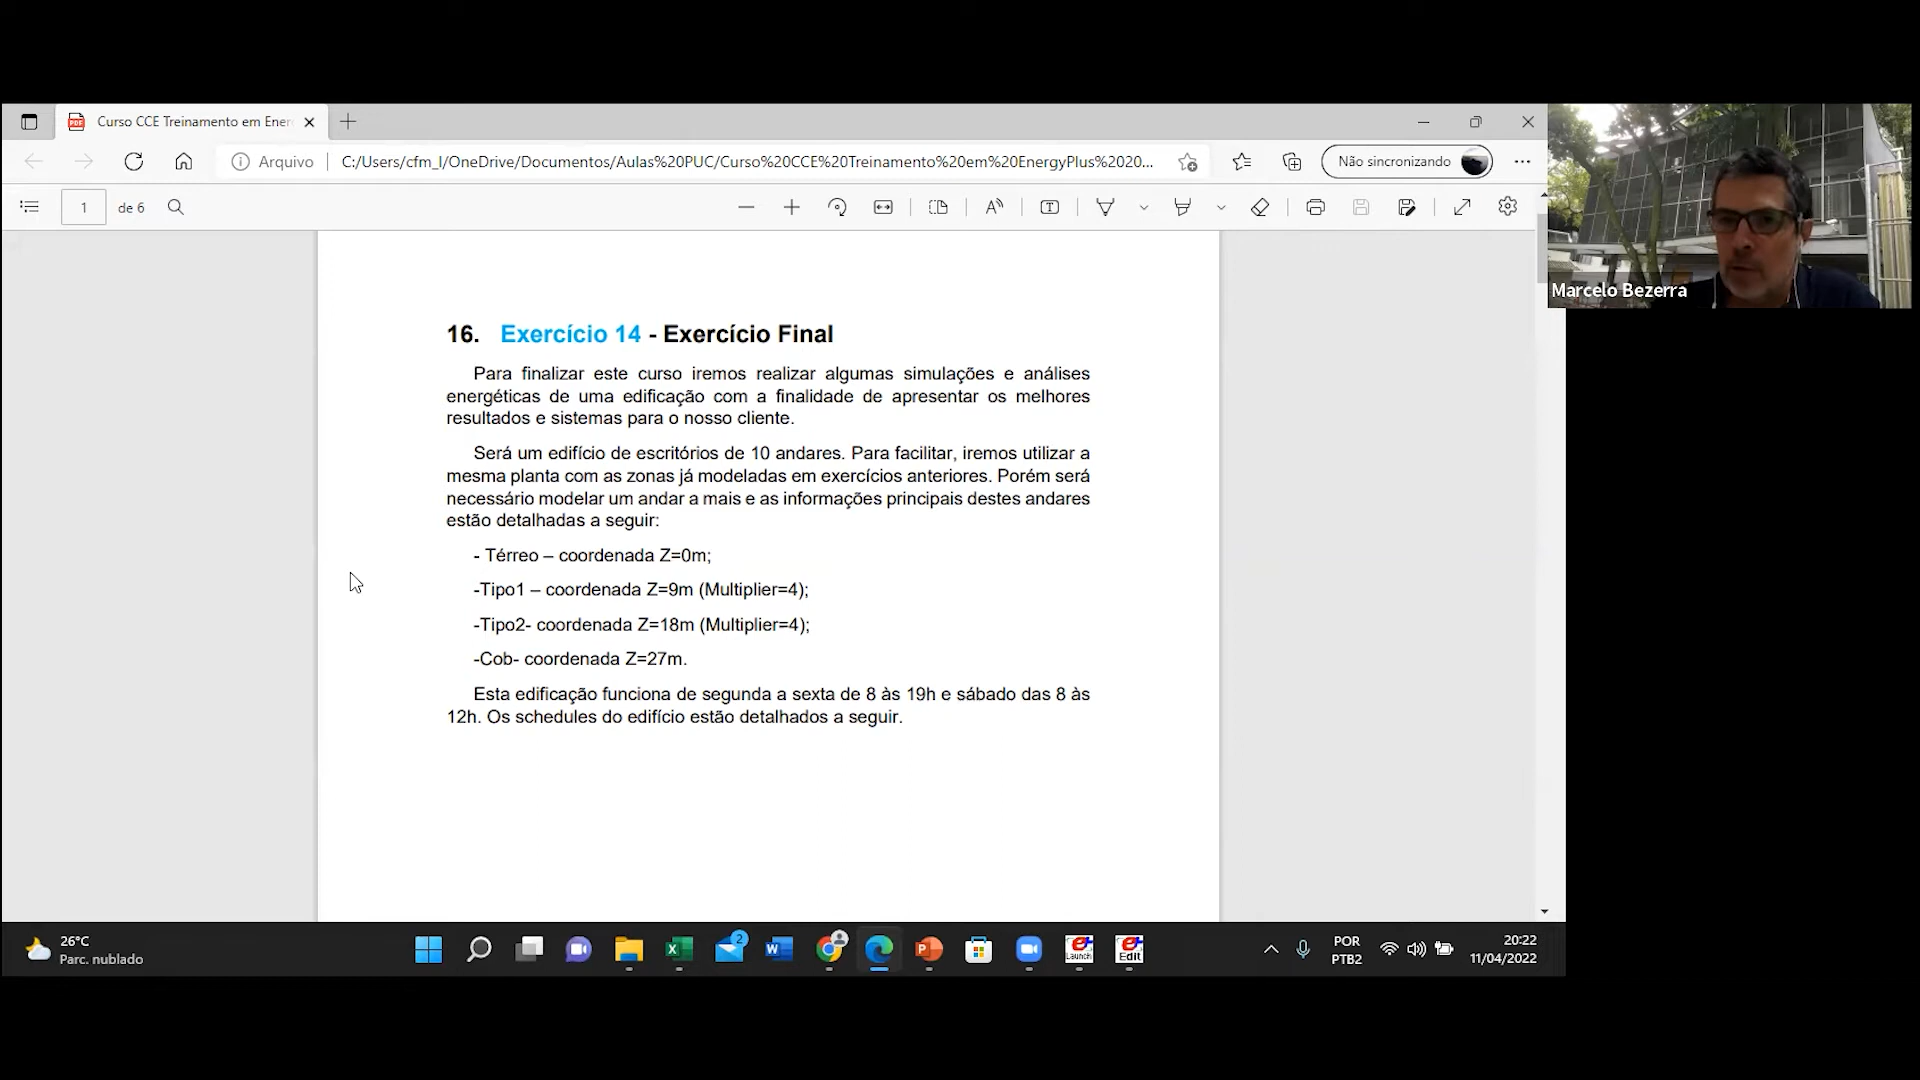 Curso CCE Treinamento em Ener
Arquivo
C:/Users/cfm_l/OneDrive/Documentos/Aulas%20PUC/Curso%20CCE%20Treinamento%20em%20EnergyPlus%2020...
Não sincronizando
1 de 6
Marcelo Bezerra
16. Exercício 14 - Exercício Final
Para finalizar este curso iremos realizar algumas simulações e análises
energéticas de uma edificação com a finalidade de apresentar os melhores
resultados e sistemas para o nosso cliente.
Será um edifício de escritórios de 10 andares. Para facilitar, iremos utilizar a
mesma planta com as zonas já modeladas em exercícios anteriores. Porém será
necessário modelar um andar a mais e as informações principais destes andares
estão detalhadas a seguir:
- Térreo – coordenada Z=0m;
-Tipo1 – coordenada Z=9m (Multiplier=4);
-Tipo2- coordenada Z=18m (Multiplier=4);
-Cob- coordenada Z=27m.
Esta edificação funciona de segunda a sexta de 8 às 19h e sábado das 8 às
12h. Os schedules do edifício estão detalhados a seguir.
26°C
Parc. nublado
2
Launch
Edit
POR
PTB2
20:22
11/04/2022